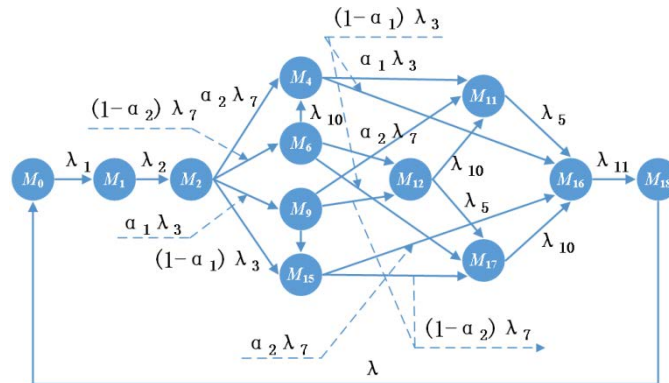 (1- α₁) λ₃
M₄
α₁ λ₃
M₁₁
(1- α₂) λ₇
α₂ λ₇
λ₁₀
α₂ λ₇
λ₅
M₆
λ₁₀
M₀
λ₁
M₁
λ₂
M₂
M₁₂
M₁₆
λ₁₁
M₁₈
α₁ λ₃
M₉
λ₅
(1- α₁) λ₃
M₁₅
M₁₇
λ₁₀
α₂ λ₇
(1- α₂) λ₇
λ